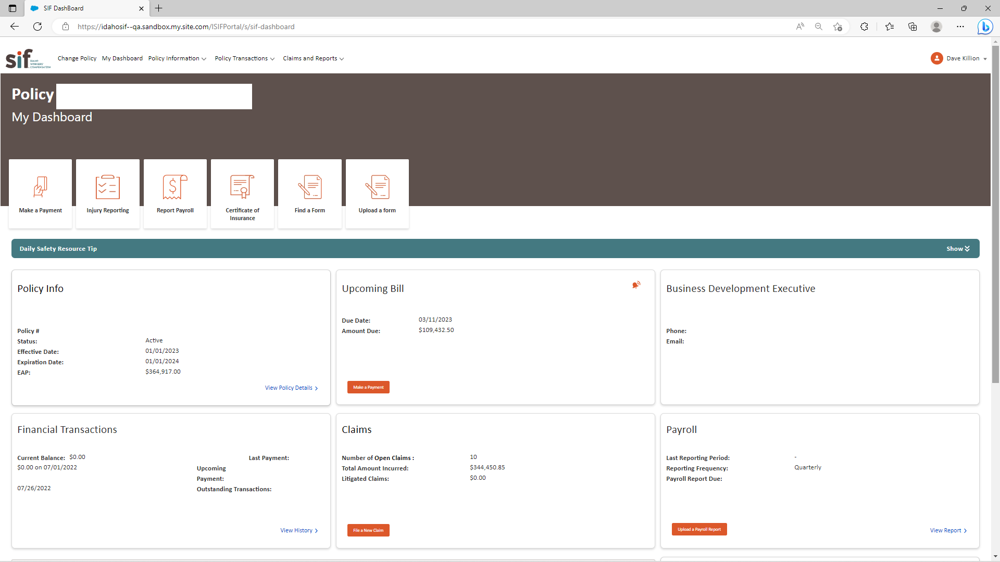 SIF DashBoard
https://idahosif--qa.sandbox.my.site.com/ISIFPortal/s/sif-dashboard
sif IDAHO WORKERS' COMPENSATION
Change Policy My Dashboard Policy Information Policy Transactions Claims and Reports
Dave Killion
Policy
My Dashboard
Make a Payment
Injury Reporting
Report Payroll
Certificate of
Insurance
Find a Form
Upload a form
Daily Safety Resource Tip
Show
Policy Info
Policy #
Status: Active
Effective Date: 01/01/2023
Expiration Date: 01/01/2024
EAP: $364,917.00
View Policy Details
Upcoming Bill
Due Date: 03/11/2023
Amount Due: $109,432.50
Make a Payment
Business Development Executive
Phone:
Email:
Financial Transactions
Current Balance: $0.00 Last Payment:
$0.00 on 07/01/2022 Upcoming
Payment:
07/26/2022 Outstanding Transactions:
View History
Claims
Number of Open Claims : 10
Total Amount Incurred: $344,450.85
Litigated Claims: $0.00
File a New Claim
Payroll
Last Reporting Period: -
Reporting Frequency: Quarterly
Payroll Report Due:
Upload a Payroll Report
View Report